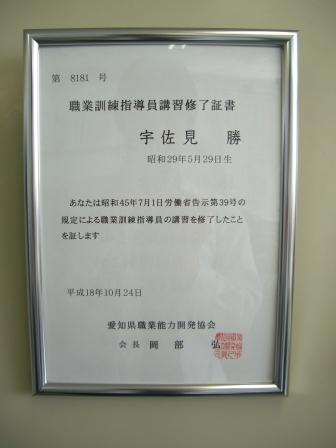 第 8181 号
職業訓練指導員講習修了証書
宇佐見 勝
昭和29年5月29日生
あなたは昭和45年7月1日労働省告示第39号の
規定による職業訓練指導員の講習を修了したこと
を証します
平成18年10月24日
愛知県職業能力開発協会
会長 岡部 弘